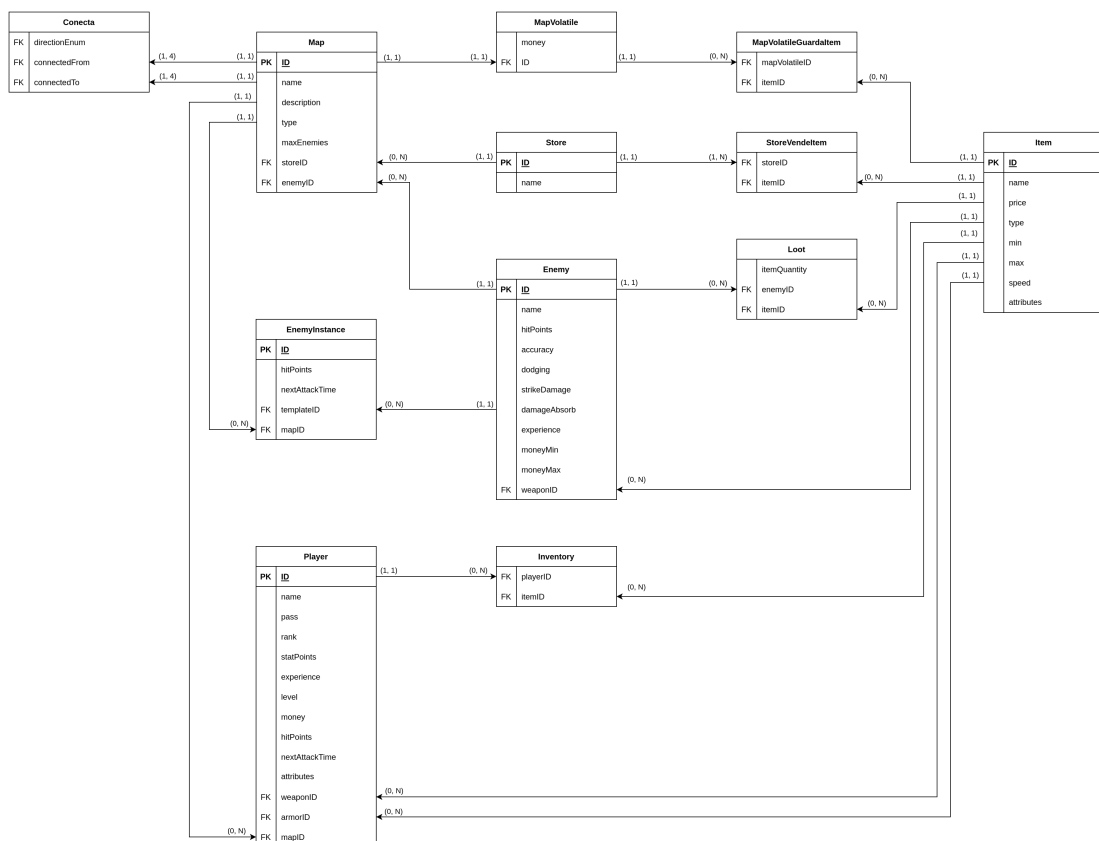 Conecta
FK directionEnum
FK connectedFrom
FK connectedTo
(1, 4) (1, 1)
(1, 4) (1, 1)
(1, 1)
(1, 1)
Map
PK ID
name
description
type
maxEnemies
FK storeID
FK enemyID
(1, 1) (1, 1)
(0, N) (1, 1)
(0, N)
(1, 1)
MapVolatile
money
FK ID
(1, 1) (0, N)
MapVolatileGuardaItem
FK mapVolatileID
FK itemID
(0, N)
Store
PK ID
name
(1, 1) (1, N)
StoreVendeItem
FK storeID
FK itemID
(0, N)
(1, 1)
(1, 1)
(1, 1)
(1, 1)
(1, 1)
(1, 1)
(1, 1)
Item
PK ID
name
price
type
min
max
speed
attributes
Loot
itemQuantity
FK enemyID
FK itemID
(0, N)
Enemy
PK ID
name
hitPoints
accuracy
dodging
strikeDamage
damageAbsorb
experience
moneyMin
moneyMax
FK weaponID
(1, 1) (0, N)
(0, N)
EnemyInstance
PK ID
hitPoints
nextAttackTime
FK templateID
FK mapID
(0, N) (1, 1)
(0, N)
Player
PK ID
name
pass
rank
statPoints
experience
level
money
hitPoints
nextAttackTime
attributes
FK weaponID
FK armorID
FK mapID
(1, 1) (0, N)
(0, N)
(0, N)
(0, N)
Inventory
FK playerID
FK itemID
(0, N)